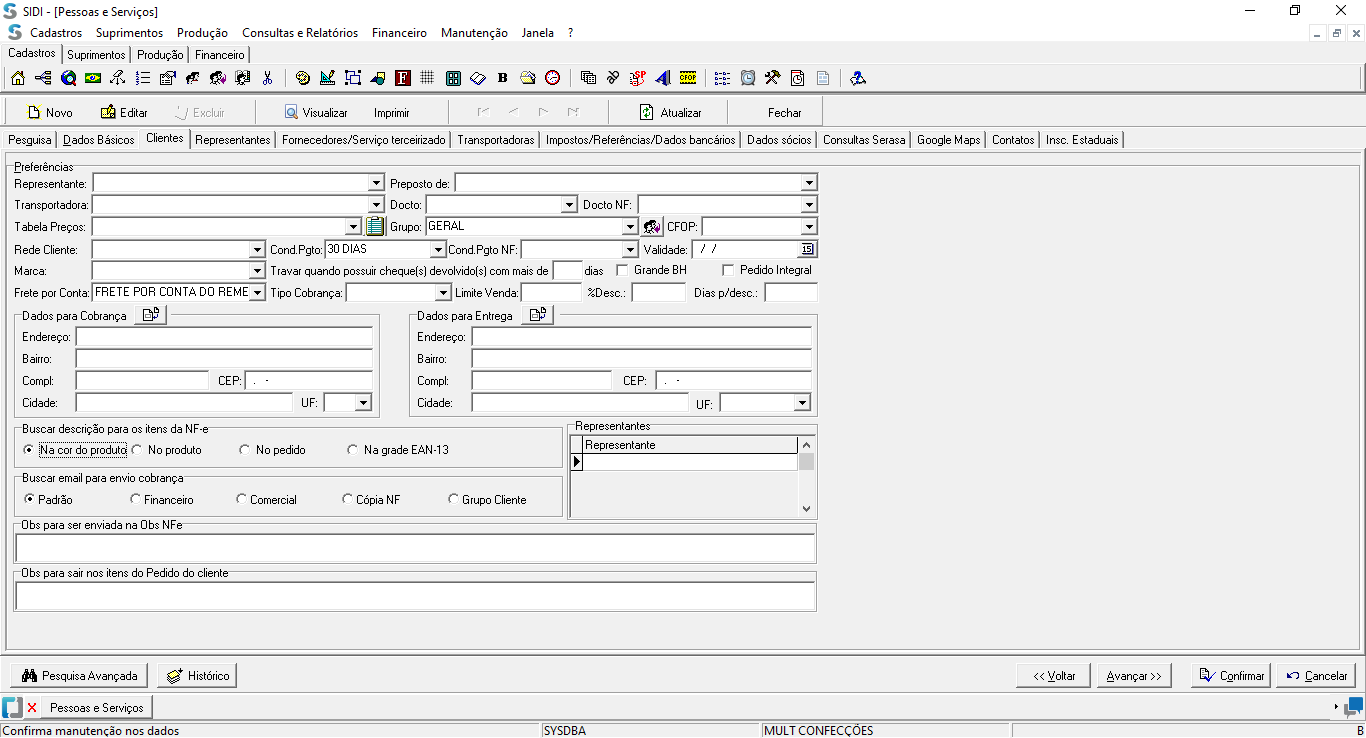 SIDI - [Pessoas e Serviços]
Cadastros Suprimentos Produção Consultas e Relatórios Financeiro Manutenção Janela ?
Cadastros Suprimentos Produção Financeiro
F B SP CFOP
Novo Editar Excluir Visualizar Imprimir Atualizar Fechar
Pesquisa Dados Básicos Clientes Representantes Fornecedores/Serviço terceirizado Transportadoras Impostos/Referências/Dados bancários Dados sócios Consultas Serasa Google Maps Contatos Insc. Estaduais
Preferências
Representante: Preposto de:
Transportadora: Docto: Docto NF:
Tabela Preços: Grupo: GERAL CFOP:
Rede Cliente: Cond.Pgto: 30 DIAS Cond.Pgto NF: Validade: / / 15
Marca: Travar quando possuir cheque(s) devolvido(s) com mais de dias Grande BH Pedido Integral
Frete por Conta: FRETE POR CONTA DO REME Tipo Cobrança: Limite Venda: %Desc.: Dias p/desc.:
Dados para Cobrança Dados para Entrega
Endereço: Endereço:
Bairro: Bairro:
Compl: CEP: . - Compl: CEP: . -
Cidade: UF: Cidade: UF:
Buscar descrição para os itens da NF-e Representantes
Na cor do produto No produto No pedido Na grade EAN-13 Representante
Buscar email para envio cobrança
Padrão Financeiro Comercial Cópia NF Grupo Cliente
Obs para ser enviada na Obs NFe
Obs para sair nos itens do Pedido do cliente
Pesquisa Avançada Histórico << Voltar Avançar >> Confirmar Cancelar
Pessoas e Serviços
Confirma manutenção nos dados SYSDBA MULT CONFECÇÕES B